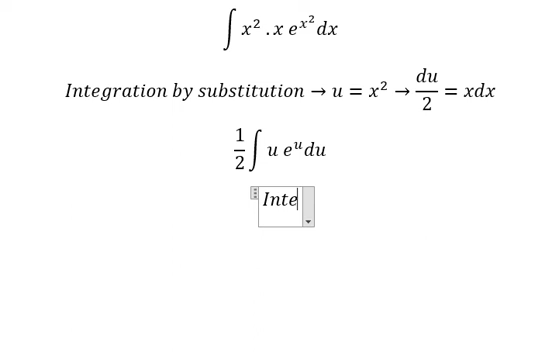 ∫ x² . x e^{x²} dx
Integration by substitution → u = x² → du/2 = xdx
1/2 ∫ u e^u du
Inte